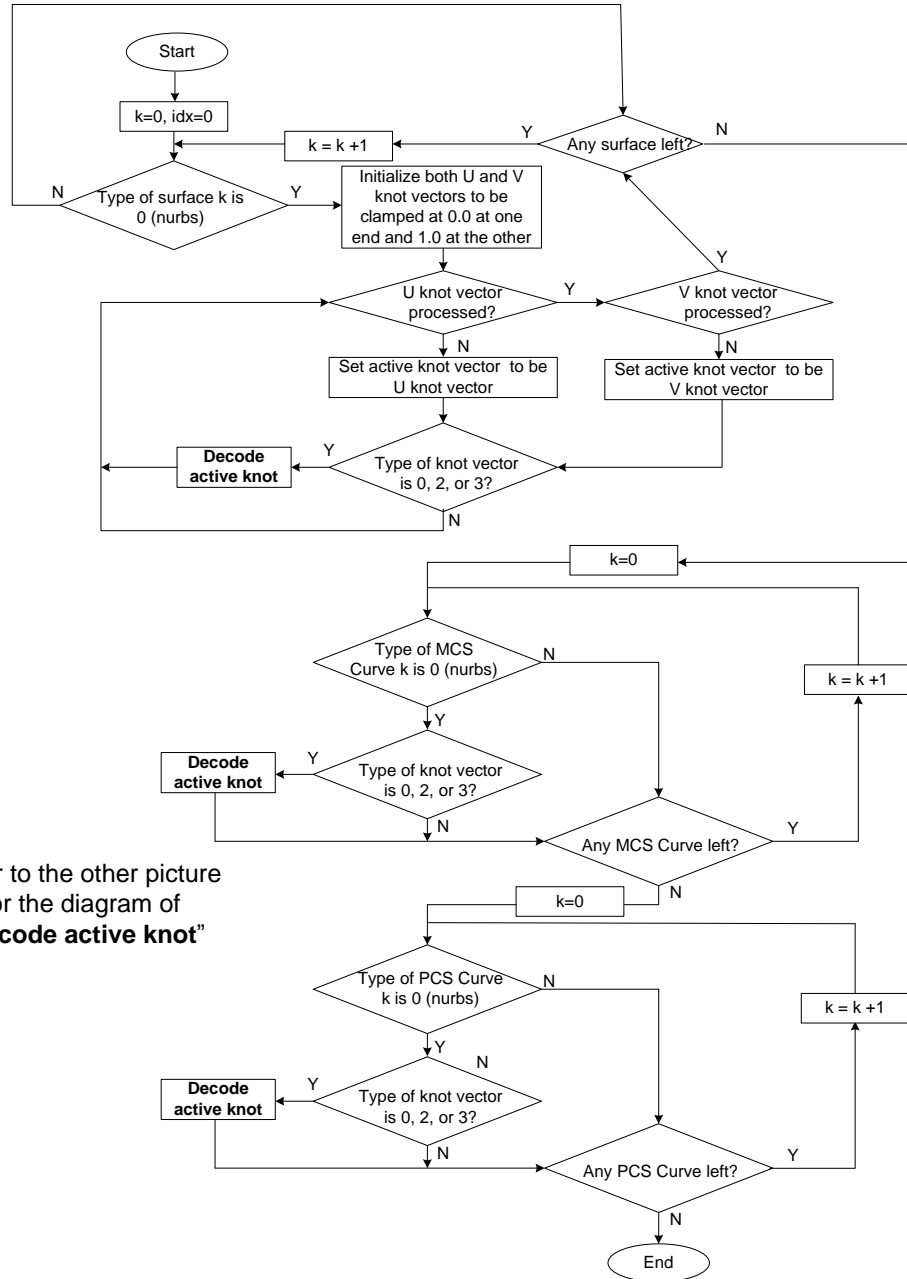 Start
k=0, idx=0
Y
N
k = k +1
Any surface left?
N
Type of surface k is
0 (nurbs)
Y
Initialize both U and V
knot vectors to be
clamped at 0.0 at one
end and 1.0 at the other
Y
U knot vector
processed?
Y
V knot vector
processed?
N
N
Set active knot vector to be
U knot vector
Set active knot vector to be
V knot vector
Decode
active knot
Y
Type of knot vector
is 0, 2, or 3?
N
k=0
Type of MCS
Curve k is 0 (nurbs)
N
k = k +1
Y
Decode
active knot
Y
Type of knot vector
is 0, 2, or 3?
N
Any MCS Curve left?
Y
N
r to the other picture
or the diagram of
code active knot”
k=0
Type of PCS Curve
k is 0 (nurbs)
N
k = k +1
Y
N
Decode
active knot
Y
Type of knot vector
is 0, 2, or 3?
N
Any PCS Curve left?
Y
N
End